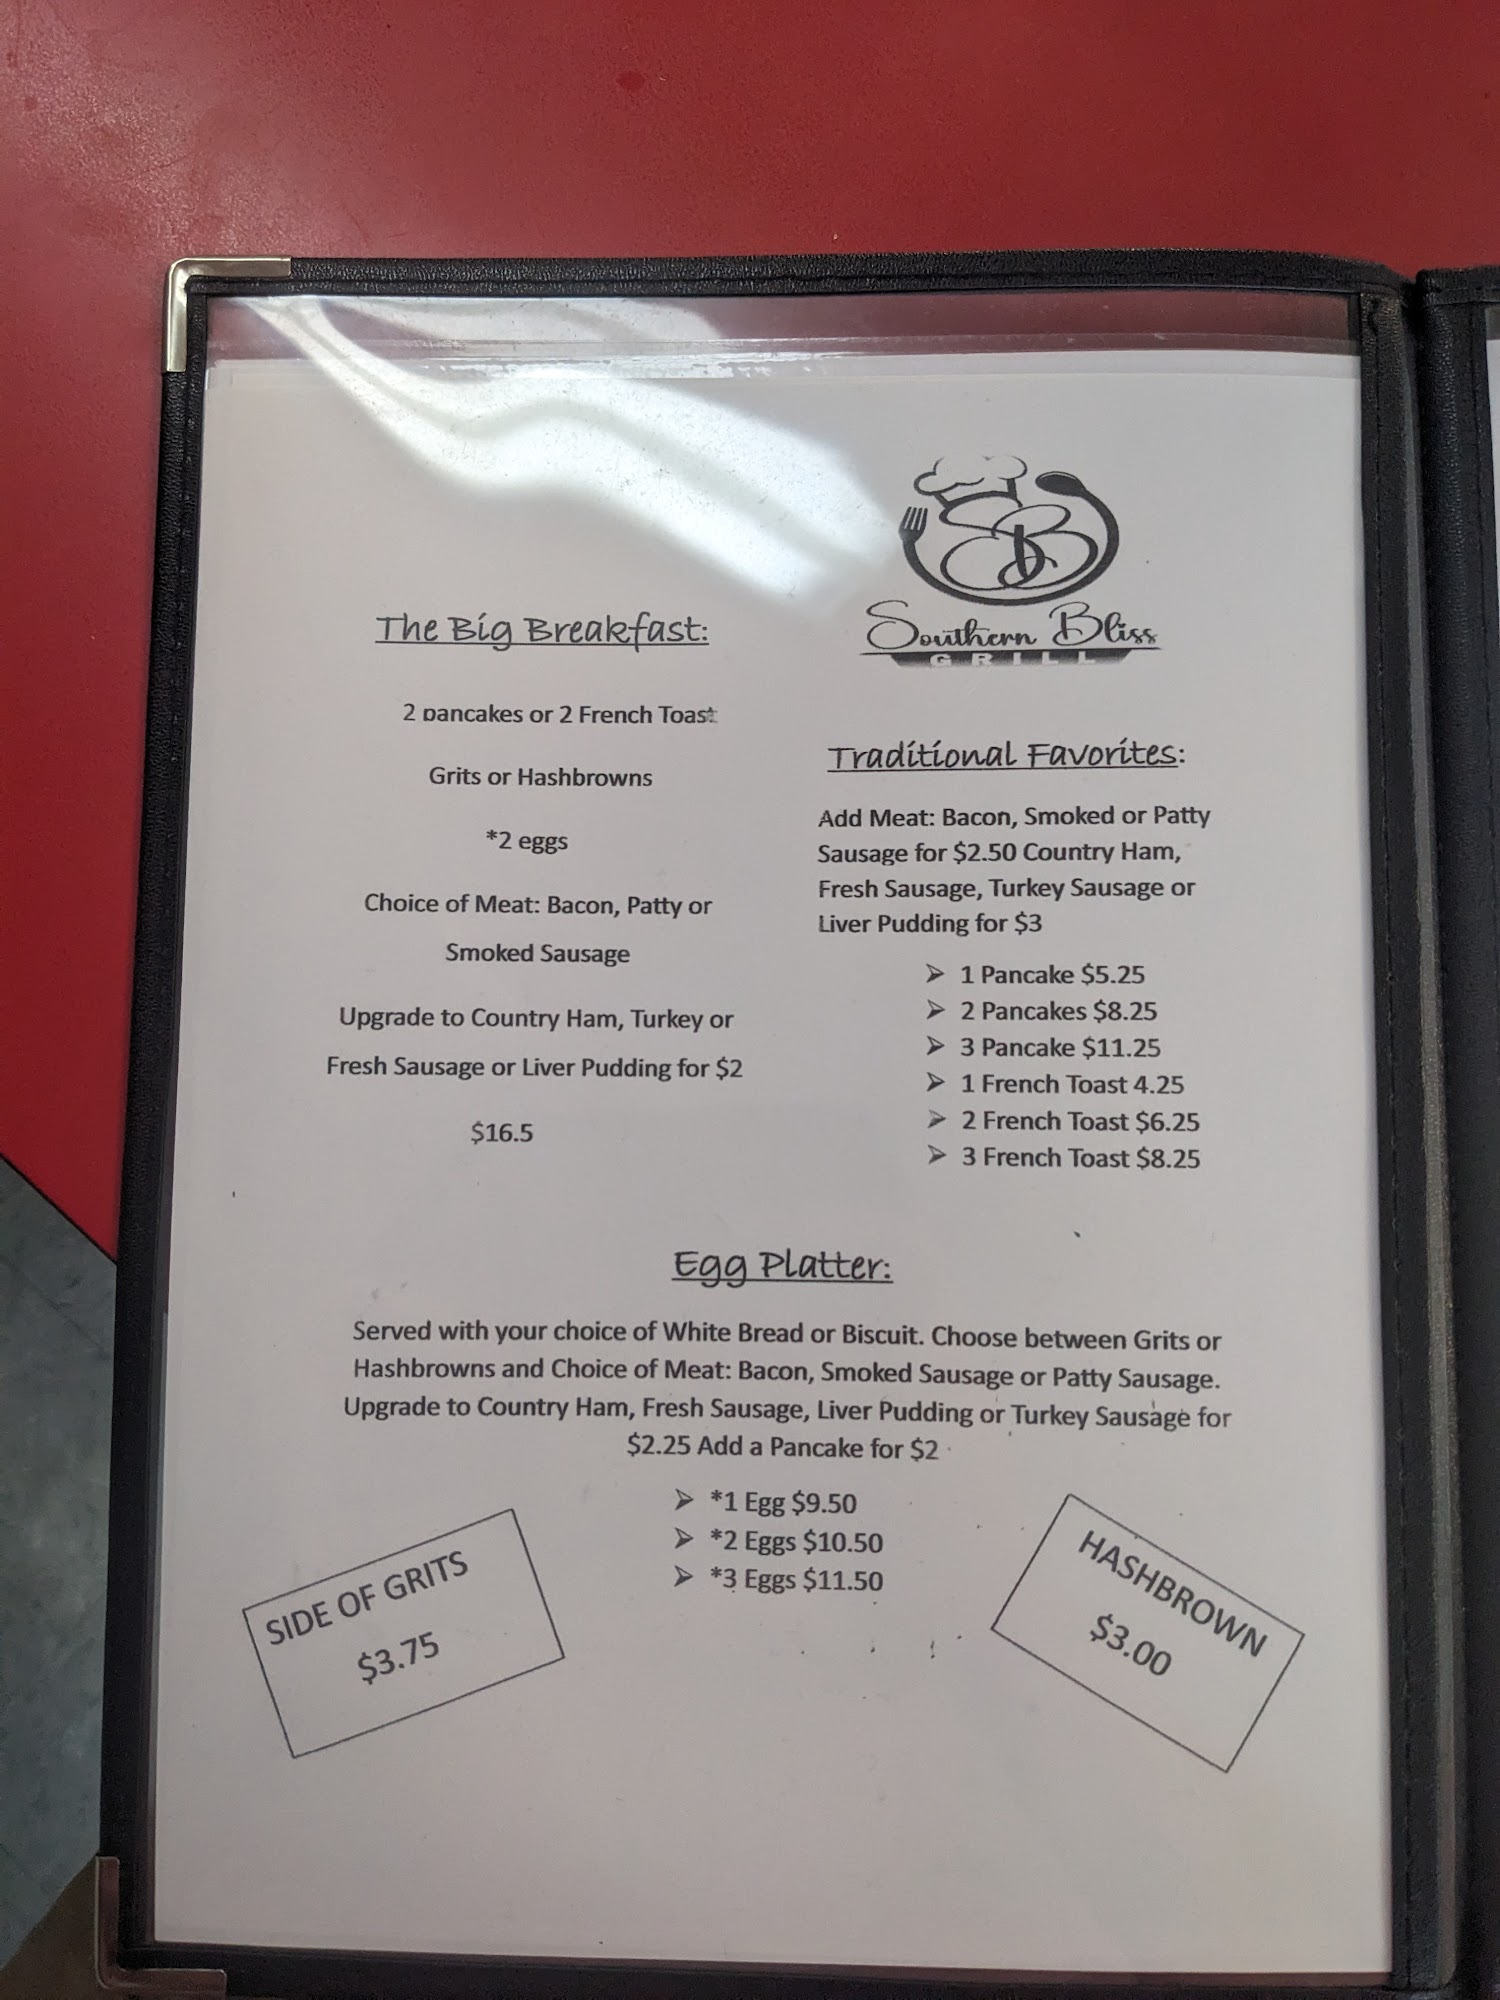 SB
Southern Bliss
GRILL
The Big Breakfast:
2 pancakes or 2 French Toast
Grits or Hashbrowns
*2 eggs
Choice of Meat: Bacon, Patty or
Smoked Sausage
Upgrade to Country Ham, Turkey or
Fresh Sausage or Liver Pudding for $2
$16.5
Traditional Favorites:
Add Meat: Bacon, Smoked or Patty
Sausage for $2.50 Country Ham,
Fresh Sausage, Turkey Sausage or
Liver Pudding for $3
➢ 1 Pancake $5.25
➢ 2 Pancakes $8.25
➢ 3 Pancake $11.25
➢ 1 French Toast 4.25
➢ 2 French Toast $6.25
➢ 3 French Toast $8.25
Egg Platter:
Served with your choice of White Bread or Biscuit. Choose between Grits or
Hashbrowns and Choice of Meat: Bacon, Smoked Sausage or Patty Sausage.
Upgrade to Country Ham, Fresh Sausage, Liver Pudding or Turkey Sausage for
$2.25 Add a Pancake for $2
➢ *1 Egg $9.50
➢ *2 Eggs $10.50
➢ *3 Eggs $11.50
SIDE OF GRITS
$3.75
HASHBROWN
$3.00